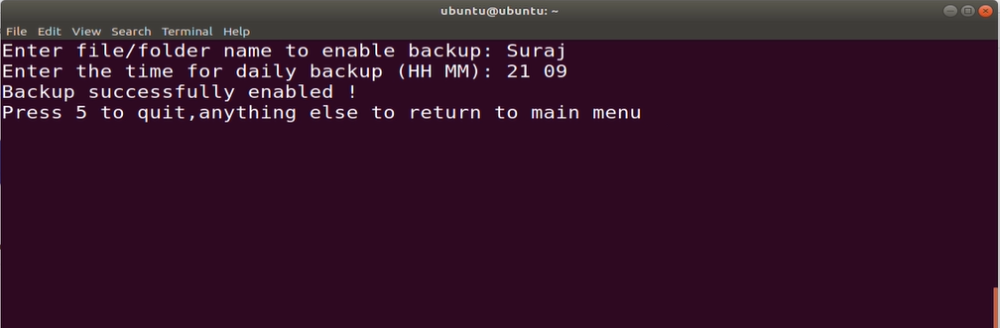 ubuntu@ubuntu: ~
File Edit View Search Terminal Help
Enter file/folder name to enable backup: Suraj
Enter the time for daily backup (HH MM): 21 09
Backup successfully enabled !
Press 5 to quit,anything else to return to main menu